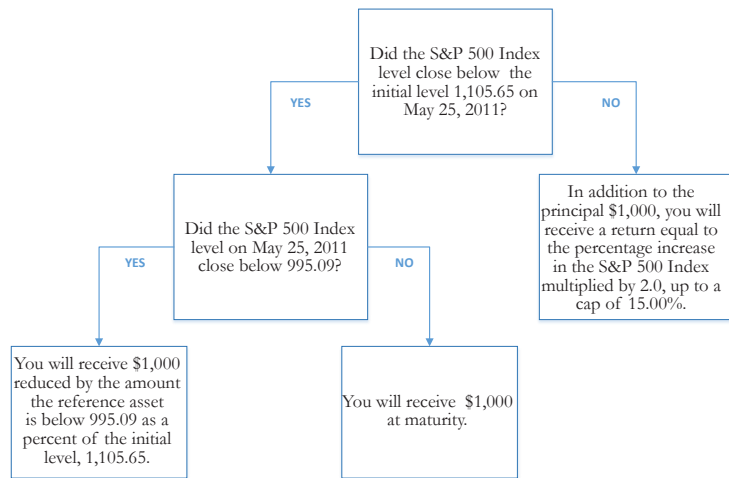 Did the S&P 500 Index
level close below the
initial level 1,105.65 on
May 25, 2011?
YES
NO
Did the S&P 500 Index
level on May 25, 2011
close below 995.09?
In addition to the
principal $1,000, you will
receive a return equal to
the percentage increase
in the S&P 500 Index
multiplied by 2.0, up to a
cap of 15.00%.
YES
NO
You will receive $1,000
reduced by the amount
the reference asset
is below 995.09 as a
percent of the initial
level, 1,105.65.
You will receive $1,000
at maturity.